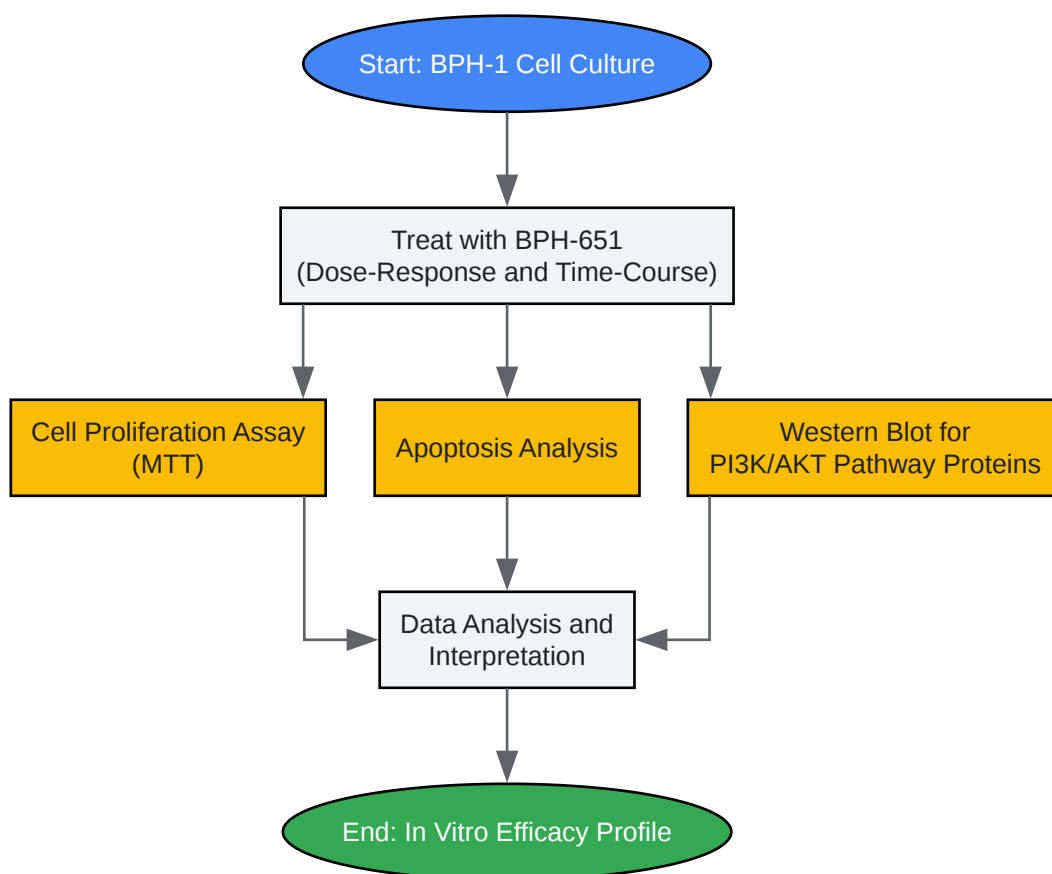 Start: BPH-1 Cell Culture
Treat with BPH-651
(Dose-Response and Time-Course)
Cell Proliferation Assay
(MTT)
Apoptosis Analysis
Western Blot for
PI3K/AKT Pathway Proteins
Data Analysis and
Interpretation
End: In Vitro Efficacy Profile